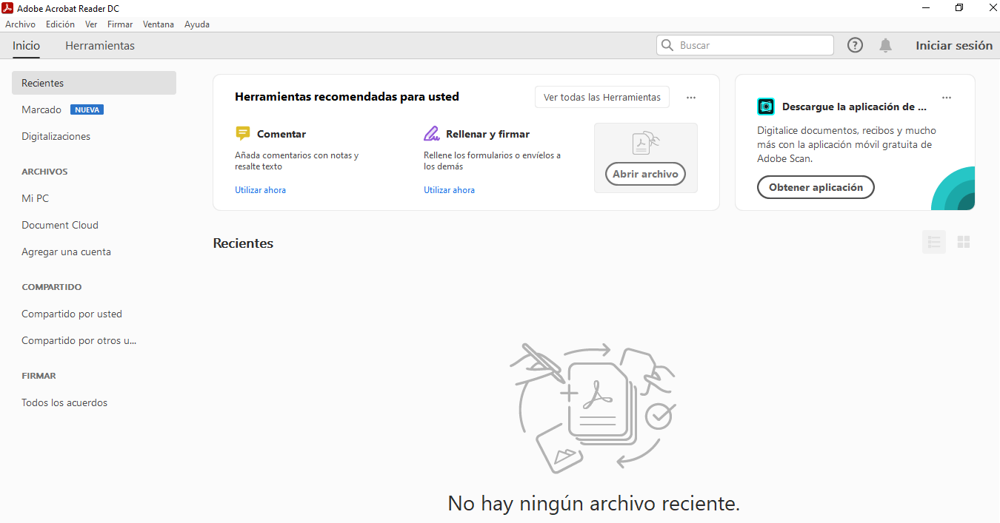 Adobe Acrobat Reader DC
Archivo Edición Ver Firmar Ventana Ayuda
Inicio Herramientas Buscar ? Iniciar sesión
Recientes
Marcado NUEVA
Digitalizaciones
ARCHIVOS
Mi PC
Document Cloud
Agregar una cuenta
COMPARTIDO
Compartido por usted
Compartido por otros u...
FIRMAR
Todos los acuerdos
Herramientas recomendadas para usted
Ver todas las Herramientas
Comentar
Añada comentarios con notas y
resalte texto
Utilizar ahora
Rellenar y firmar
Rellene los formularios o envíelos a
los demás
Utilizar ahora
Abrir archivo
Descargue la aplicación de ...
Digitalice documentos, recibos y mucho
más con la aplicación móvil gratuita de
Adobe Scan.
Obtener aplicación
Recientes
No hay ningún archivo reciente.